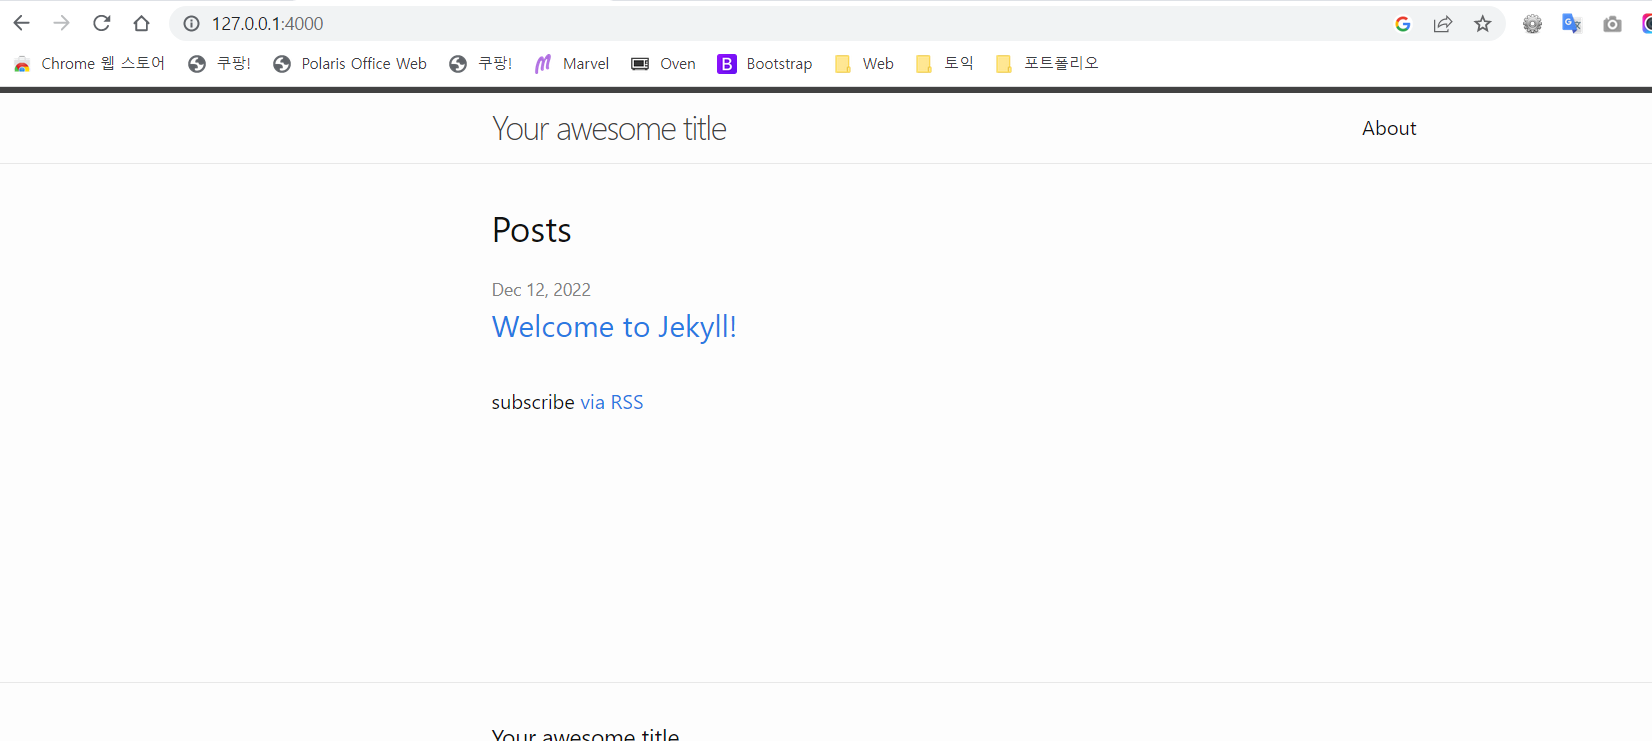 127.0.0.1:4000
Chrome 웹 스토어 쿠팡! Polaris Office Web 쿠팡! Marvel Oven B Bootstrap Web 토익 포트폴리오
Your awesome title About
Posts
Dec 12, 2022
Welcome to Jekyll!
subscribe via RSS
Your awesome title